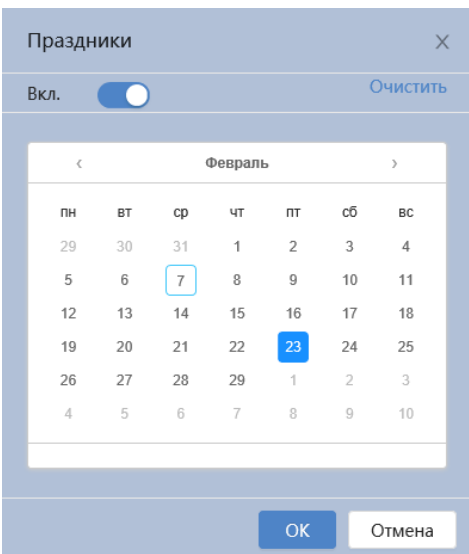 Праздники
Вкл. Очистить
Февраль
пн вт ср чт пт сб вс
29 30 31 1 2 3 4
5 6 7 8 9 10 11
12 13 14 15 16 17 18
19 20 21 22 23 24 25
26 27 28 29 1 2 3
4 5 6 7 8 9 10
OK Отмена